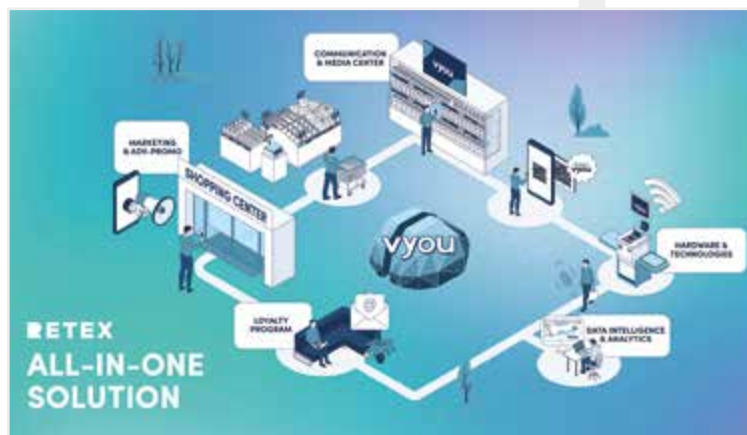 COMMUNICATION
& MEDIA CENTER
vyou
MARKETING
& ADV-PROMO
SHOPPING CENTER
vyou
vyou
HARDWARE &
TECHNOLOGIES
LOYALTY
PROGRAM
DATA INTELLIGENCE
& ANALYTICS
RETEX
ALL-IN-ONE
SOLUTION